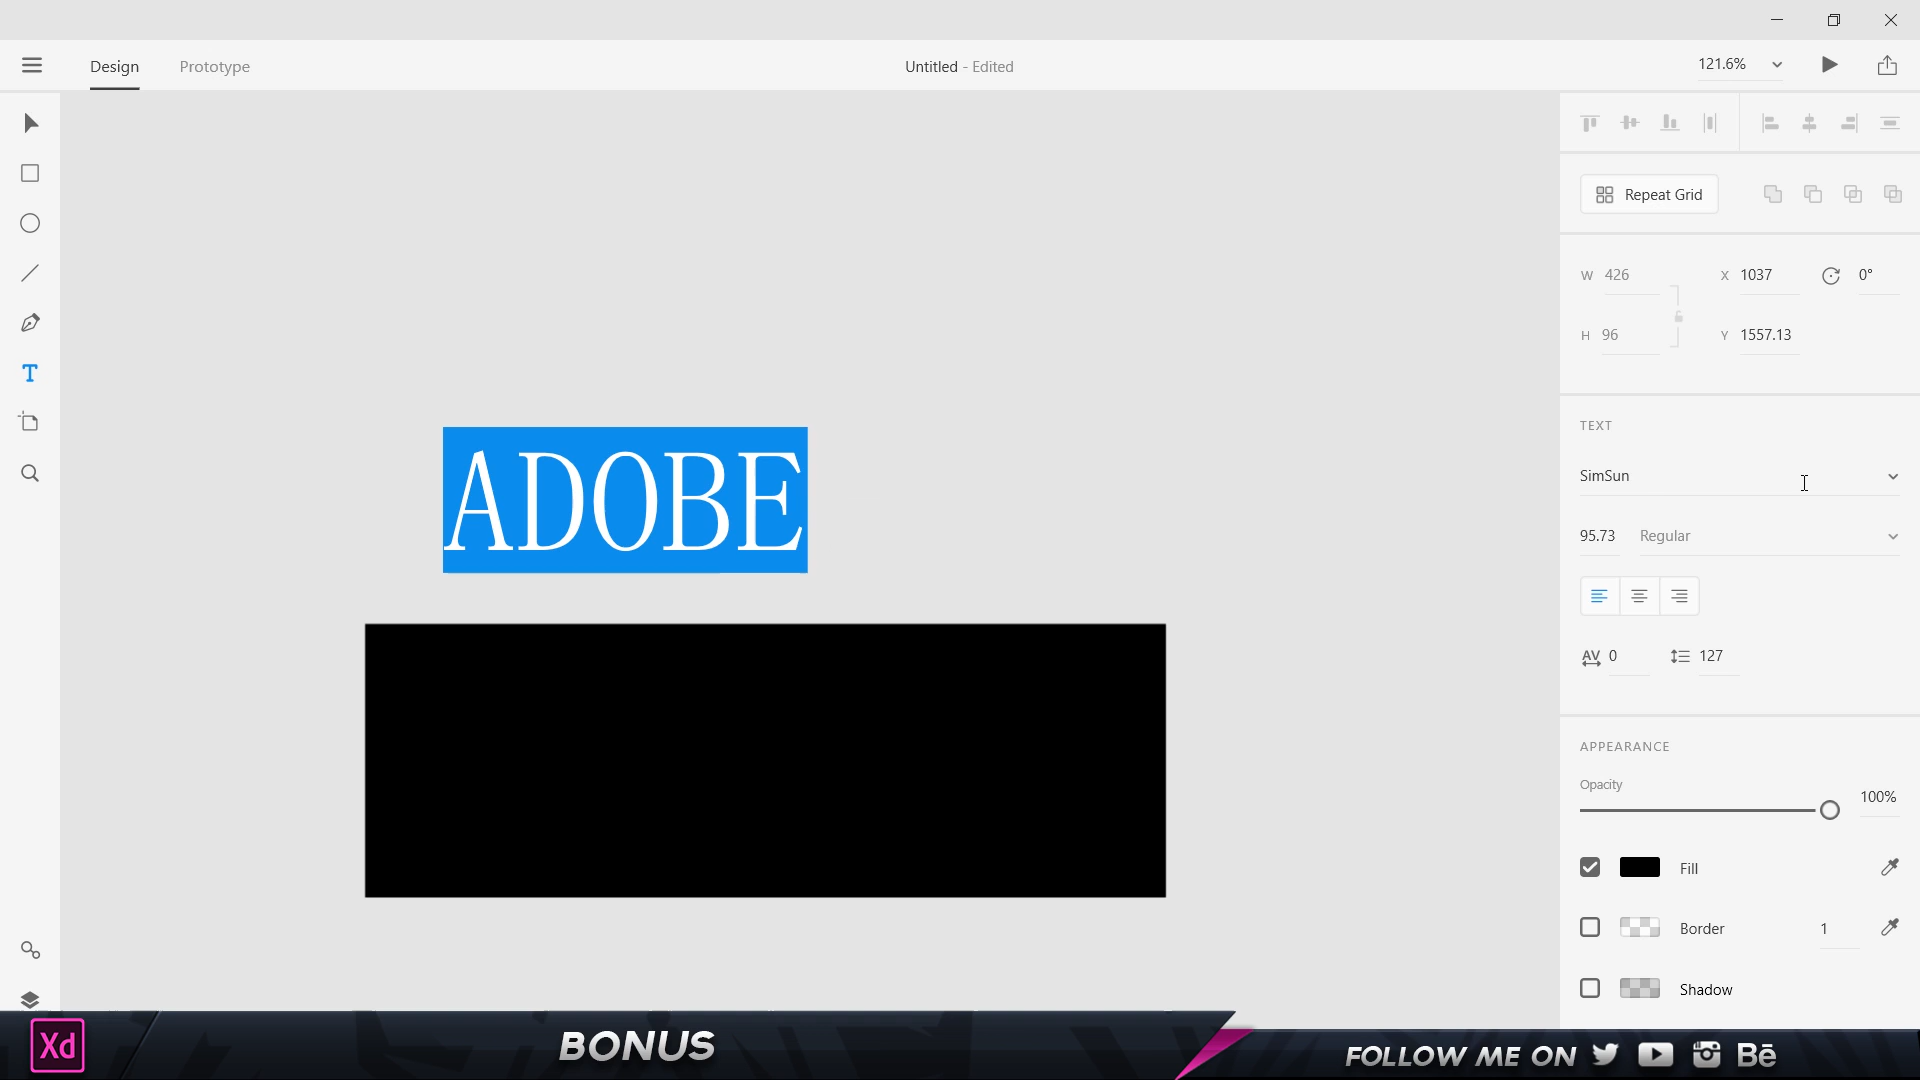 Design
Prototype
Untitled - Edited
121.6%
Repeat Grid
W 426
X 1037
0°
H 96
Y 1557.13
TEXT
SimSun
95.73
Regular
AV 0
127
ADOBE
APPEARANCE
Opacity
100%
Fill
Border
1
Shadow
Xd
BONUS
FOLLOW ME ON
Bē